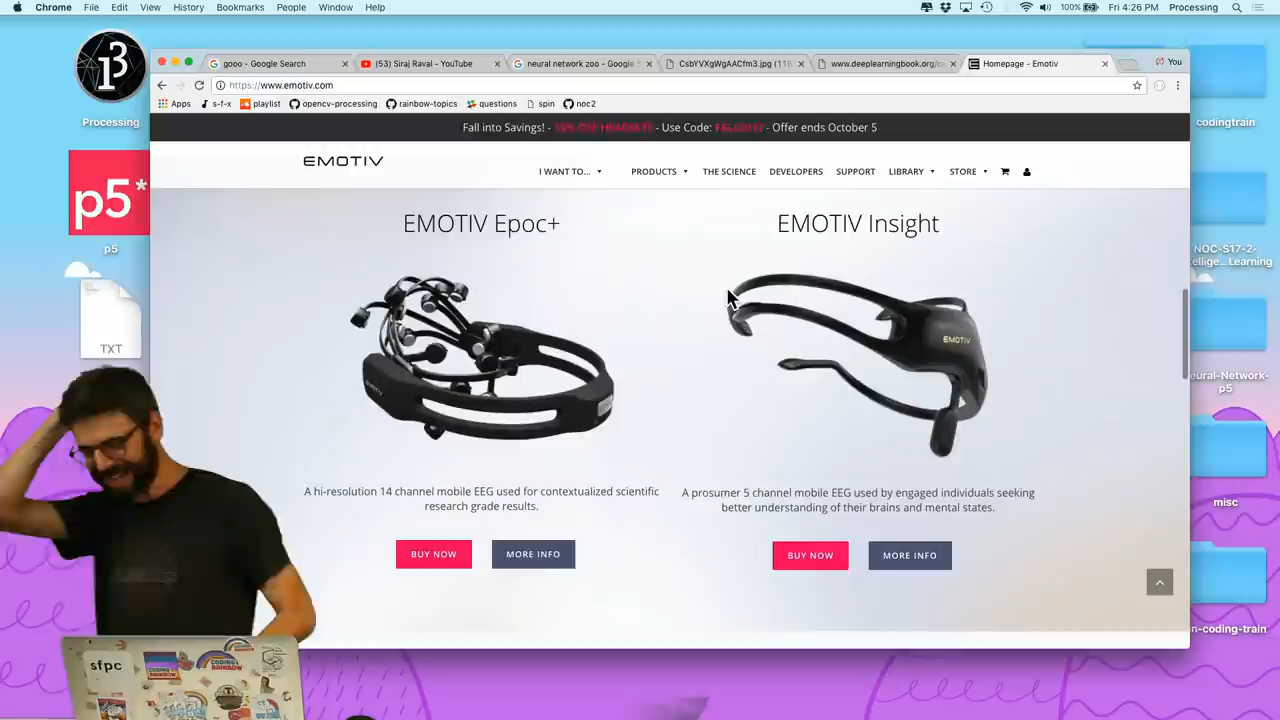 Chrome File Edit View History Bookmarks People Window Help
100% Fri 4:26 PM Processing
gooo - Google Search
(53) Siraj Raval - YouTube
neural network zoo - Google S
CsbYVXgWgAACfm3.jpg (116
www.deeplearningbook.org/co
Homepage - Emotiv
You
https://www.emotiv.com
Apps s-f-x playlist opencv-processing rainbow-topics questions spin noc2
Fall into Savings! - - Use Code: - Offer ends October 5
EMOTIV
I WANT TO... PRODUCTS THE SCIENCE DEVELOPERS SUPPORT LIBRARY STORE
EMOTIV Epoc+
EMOTIV Insight
EMOTIV
EMOTIV
A hi-resolution 14 channel mobile EEG used for contextualized scientific
research grade results.
A prosumer 5 channel mobile EEG used by engaged individuals seeking
better understanding of their brains and mental states.
BUY NOW MORE INFO
BUY NOW MORE INFO
Processing
p5*
p5
TXT
codingtrain
NOC-S17-2-
Learning
eural-Network-
p5
misc
n-coding-train
sfpc
CODING
RAINBOW